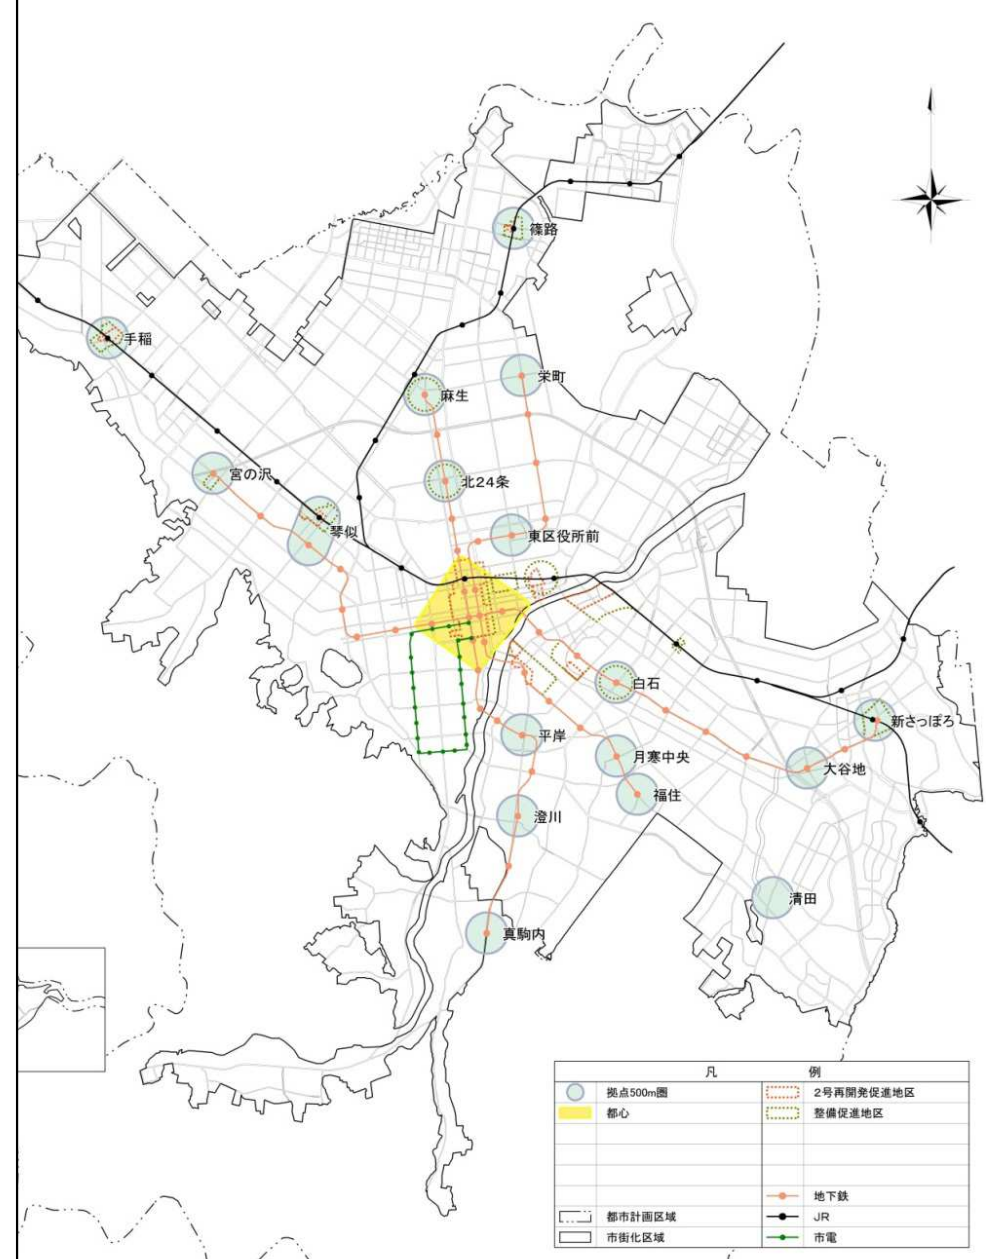 篠路
手稲
栄町
麻生
宮の沢
北24条
琴似
東区役所前
白石
新さっぽろ
平岸
月寒中央
大谷地
福住
澄川
清田
真駒内
凡 例
拠点500m圏 2号再開発促進地区
都心 整備促進地区
地下鉄
都市計画区域 JR
市街化区域 市電